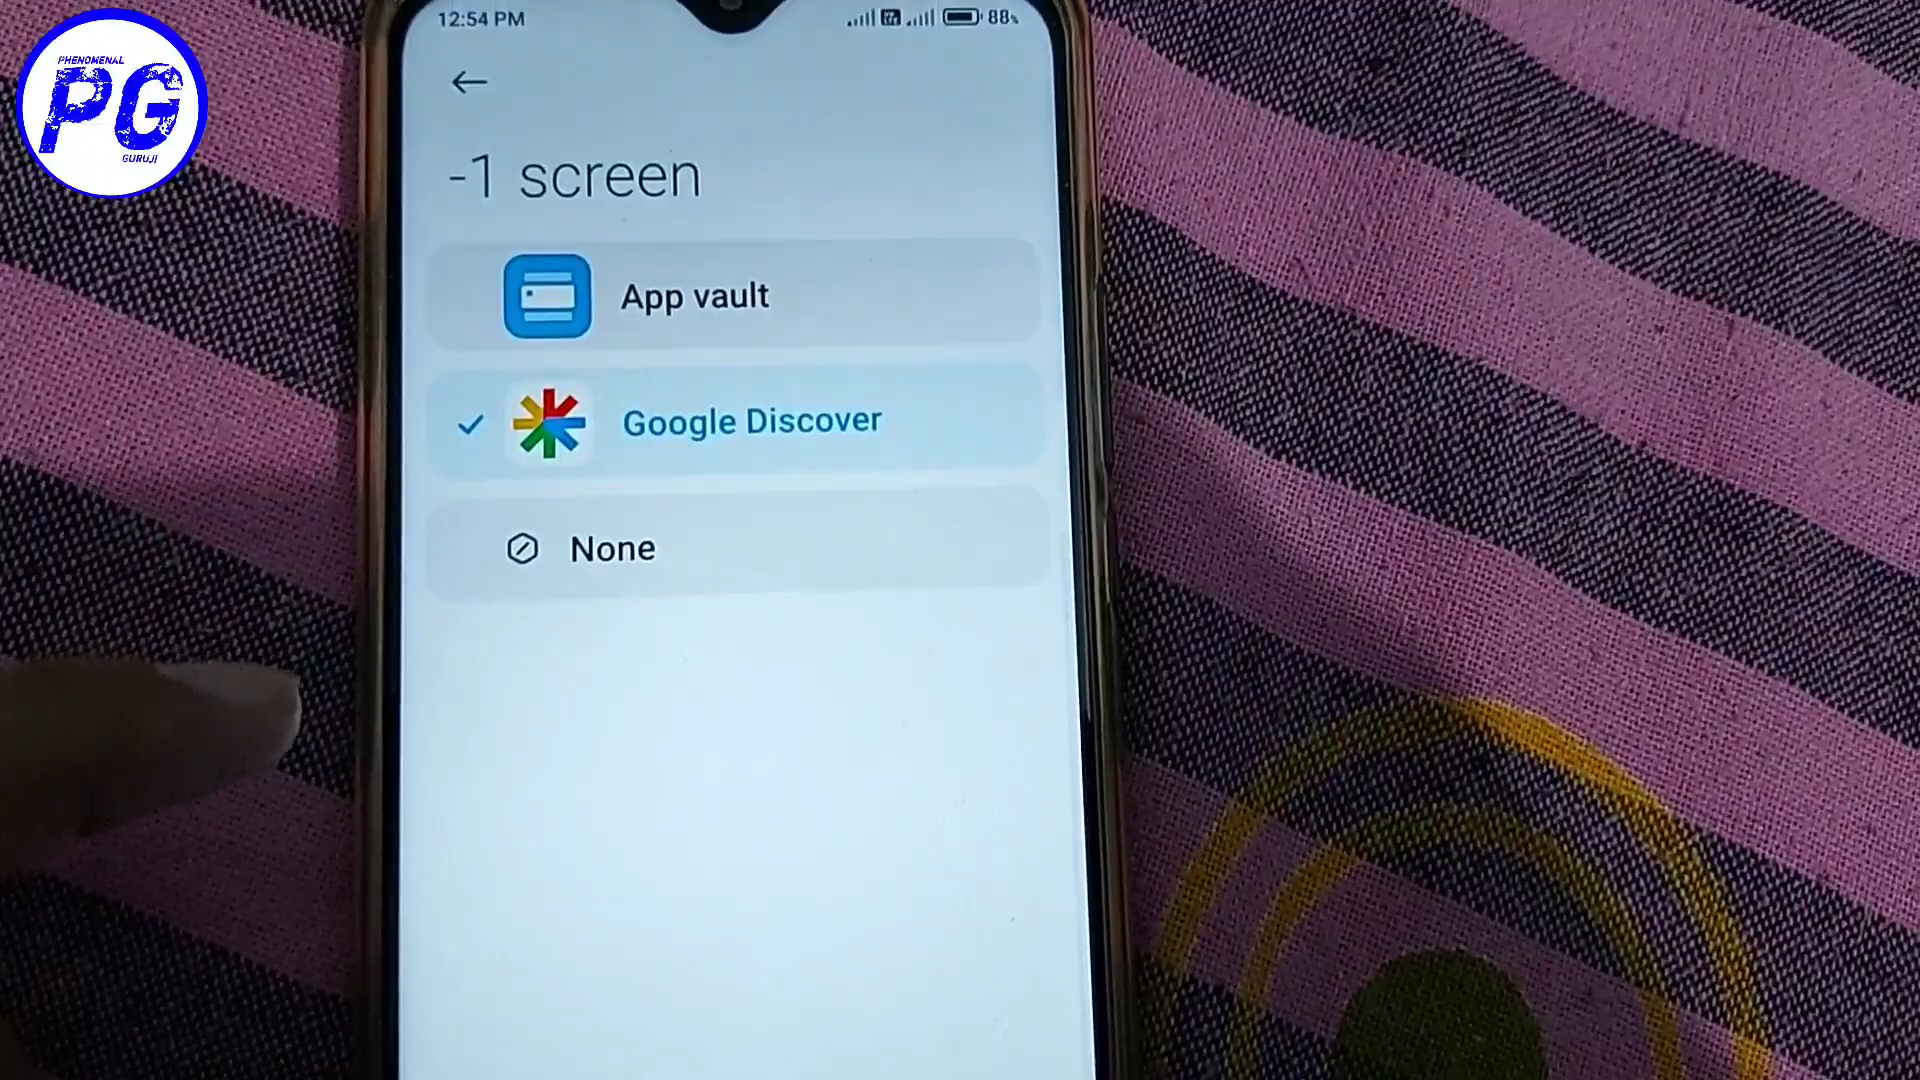 PHENOMENAL
PG
GURUJI
12:54 PM
88%
-1 screen
App vault
Google Discover
None